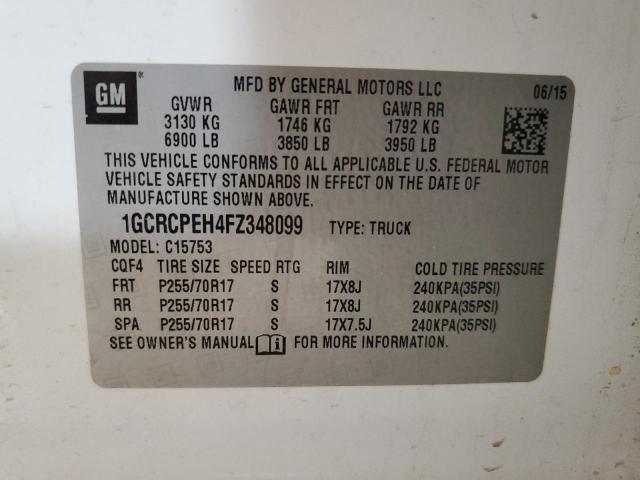 GM
MFD BY GENERAL MOTORS LLC 06/15
GVWR GAWR FRT GAWR RR
3130 KG 1746 KG 1792 KG
6900 LB 3850 LB 3950 LB
THIS VEHICLE CONFORMS TO ALL APPLICABLE U.S. FEDERAL MOTOR
VEHICLE SAFETY STANDARDS IN EFFECT ON THE DATE OF
MANUFACTURE SHOWN ABOVE.
1GCRCPEH4FZ348099 TYPE: TRUCK
MODEL: C15753
CQF4 TIRE SIZE SPEED RTG RIM COLD TIRE PRESSURE
FRT P255/70R17 S 17X8J 240KPA(35PSI)
RR P255/70R17 S 17X8J 240KPA(35PSI)
SPA P255/70R17 S 17X7.5J 240KPA(35PSI)
SEE OWNER'S MANUAL FOR MORE INFORMATION.